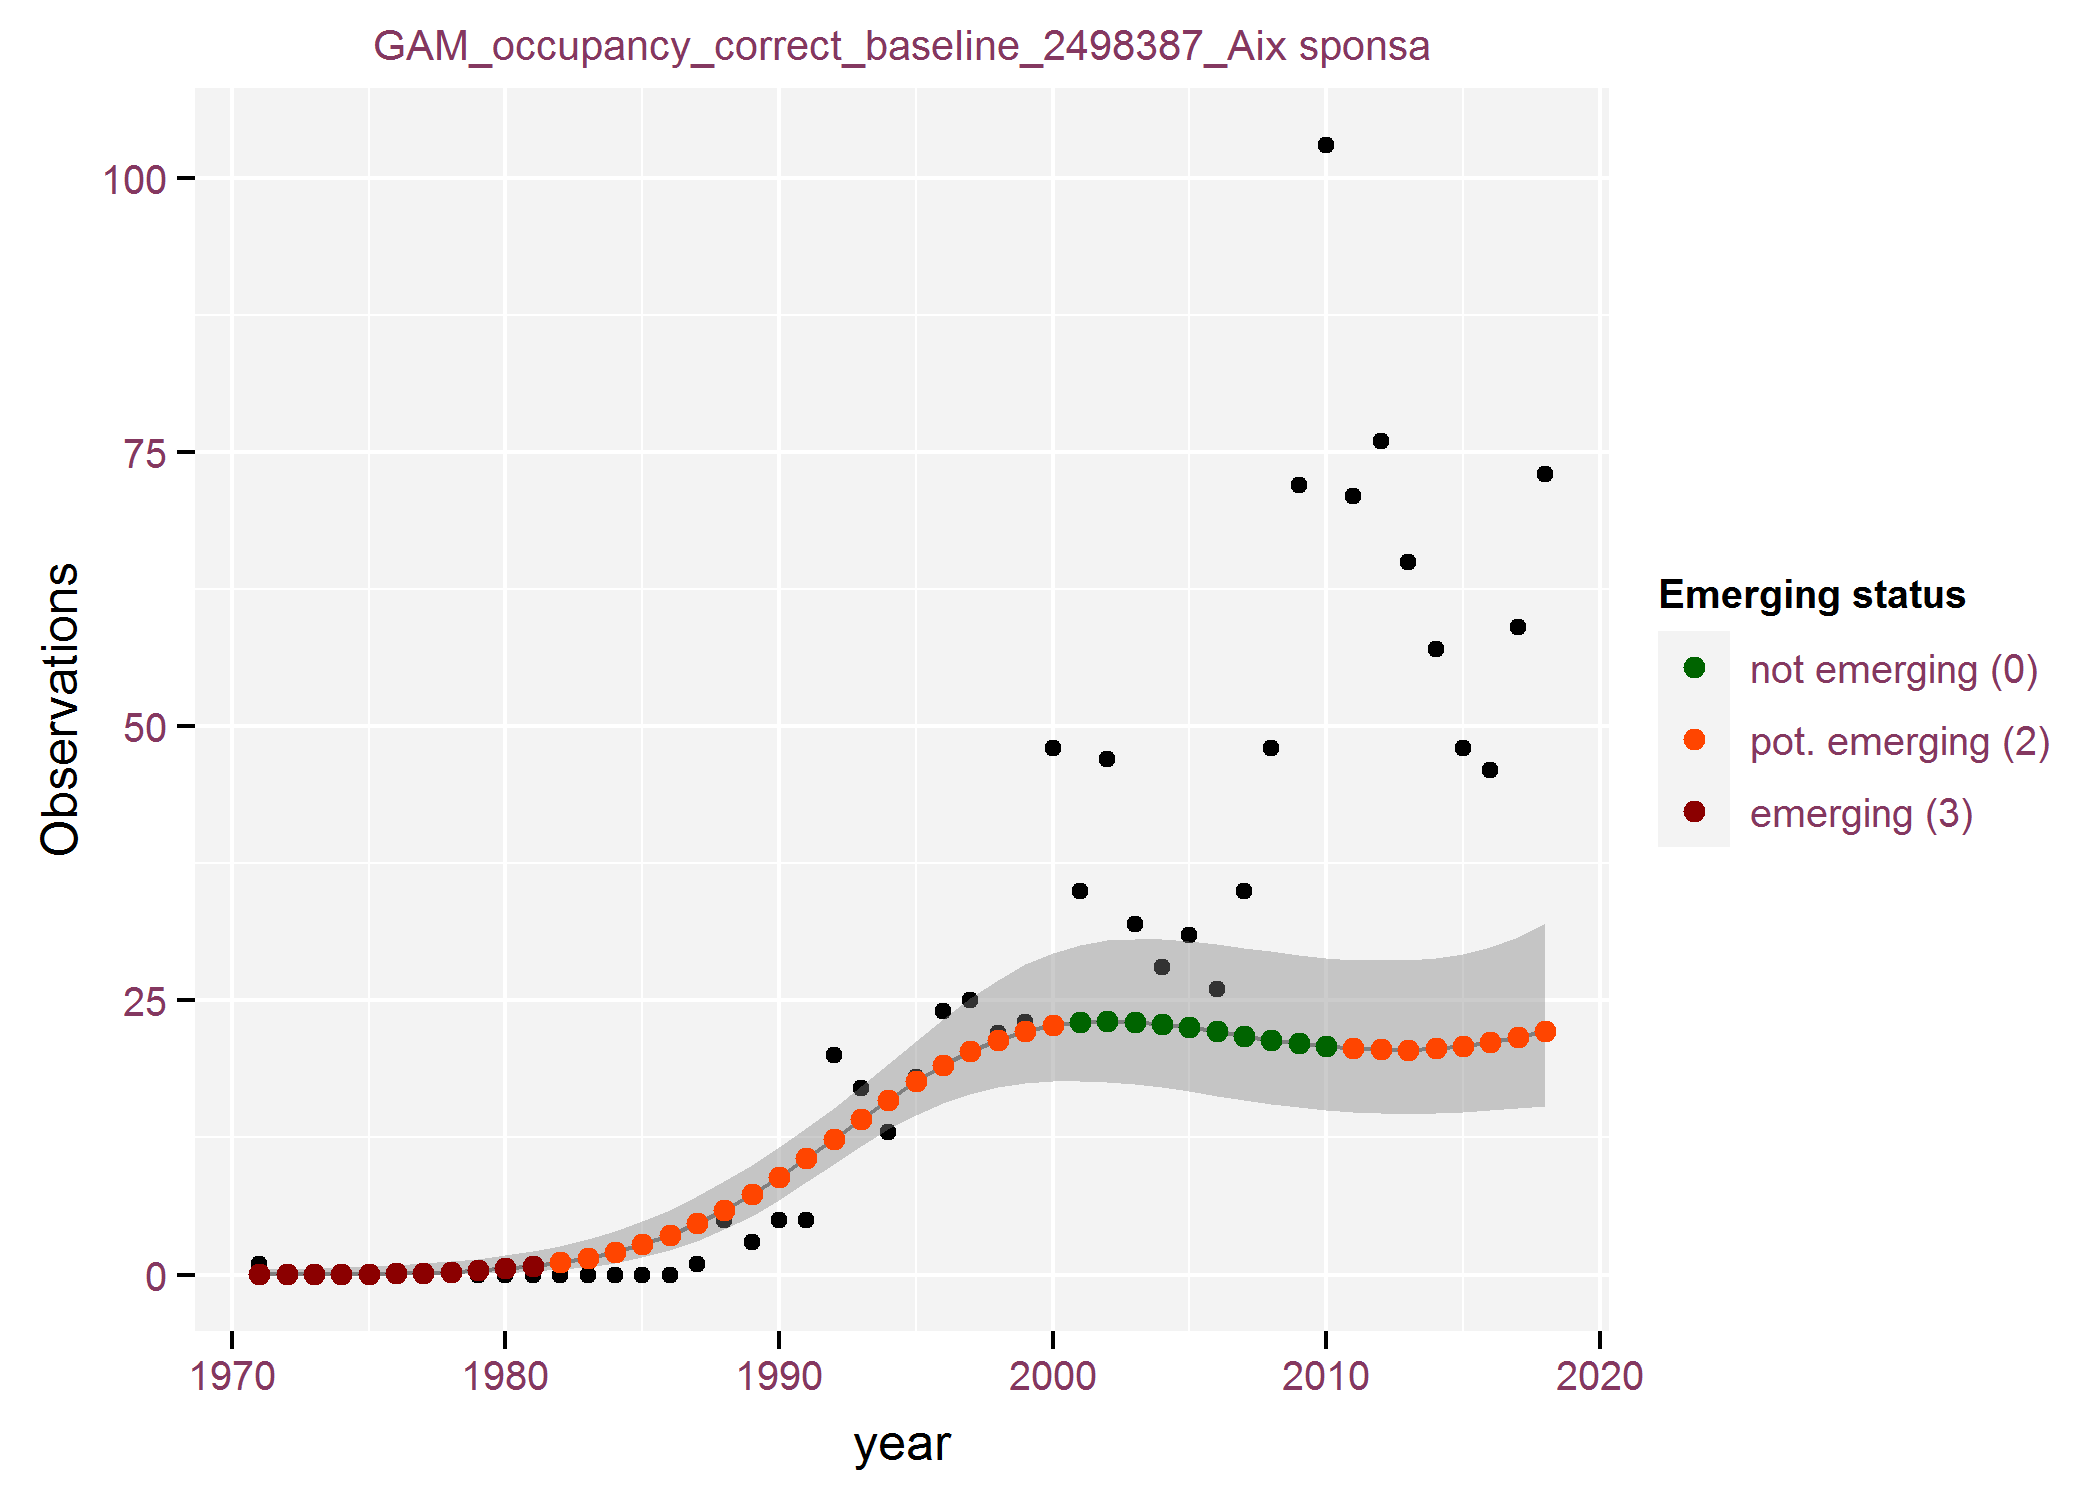 GAM_occupancy_correct_baseline_2498387_Aix sponsa
100
75
50
25
0
Observations
1970 1980 1990 2000 2010 2020
year
Emerging status
not emerging (0)
pot. emerging (2)
emerging (3)